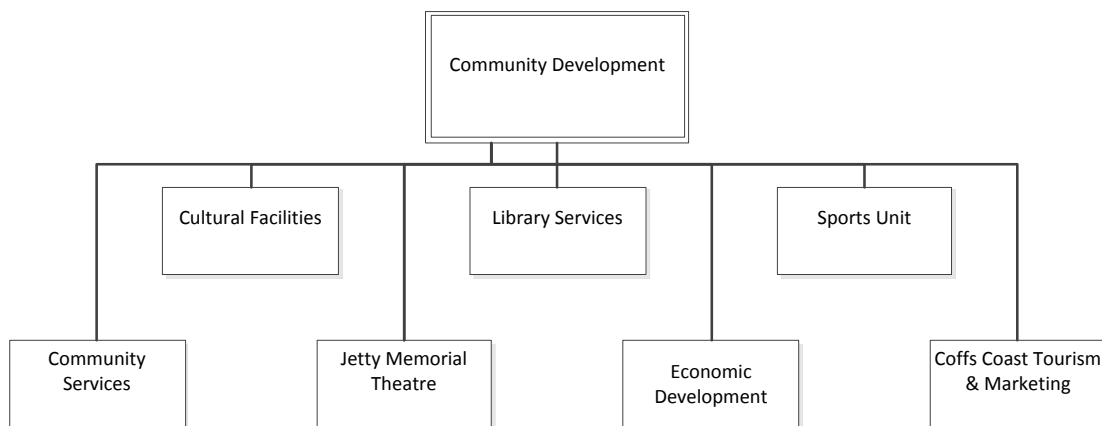 Community Development
Cultural Facilities
Library Services
Sports Unit
Community
Services
Jetty Memorial
Theatre
Economic
Development
Coffs Coast Tourism
& Marketing